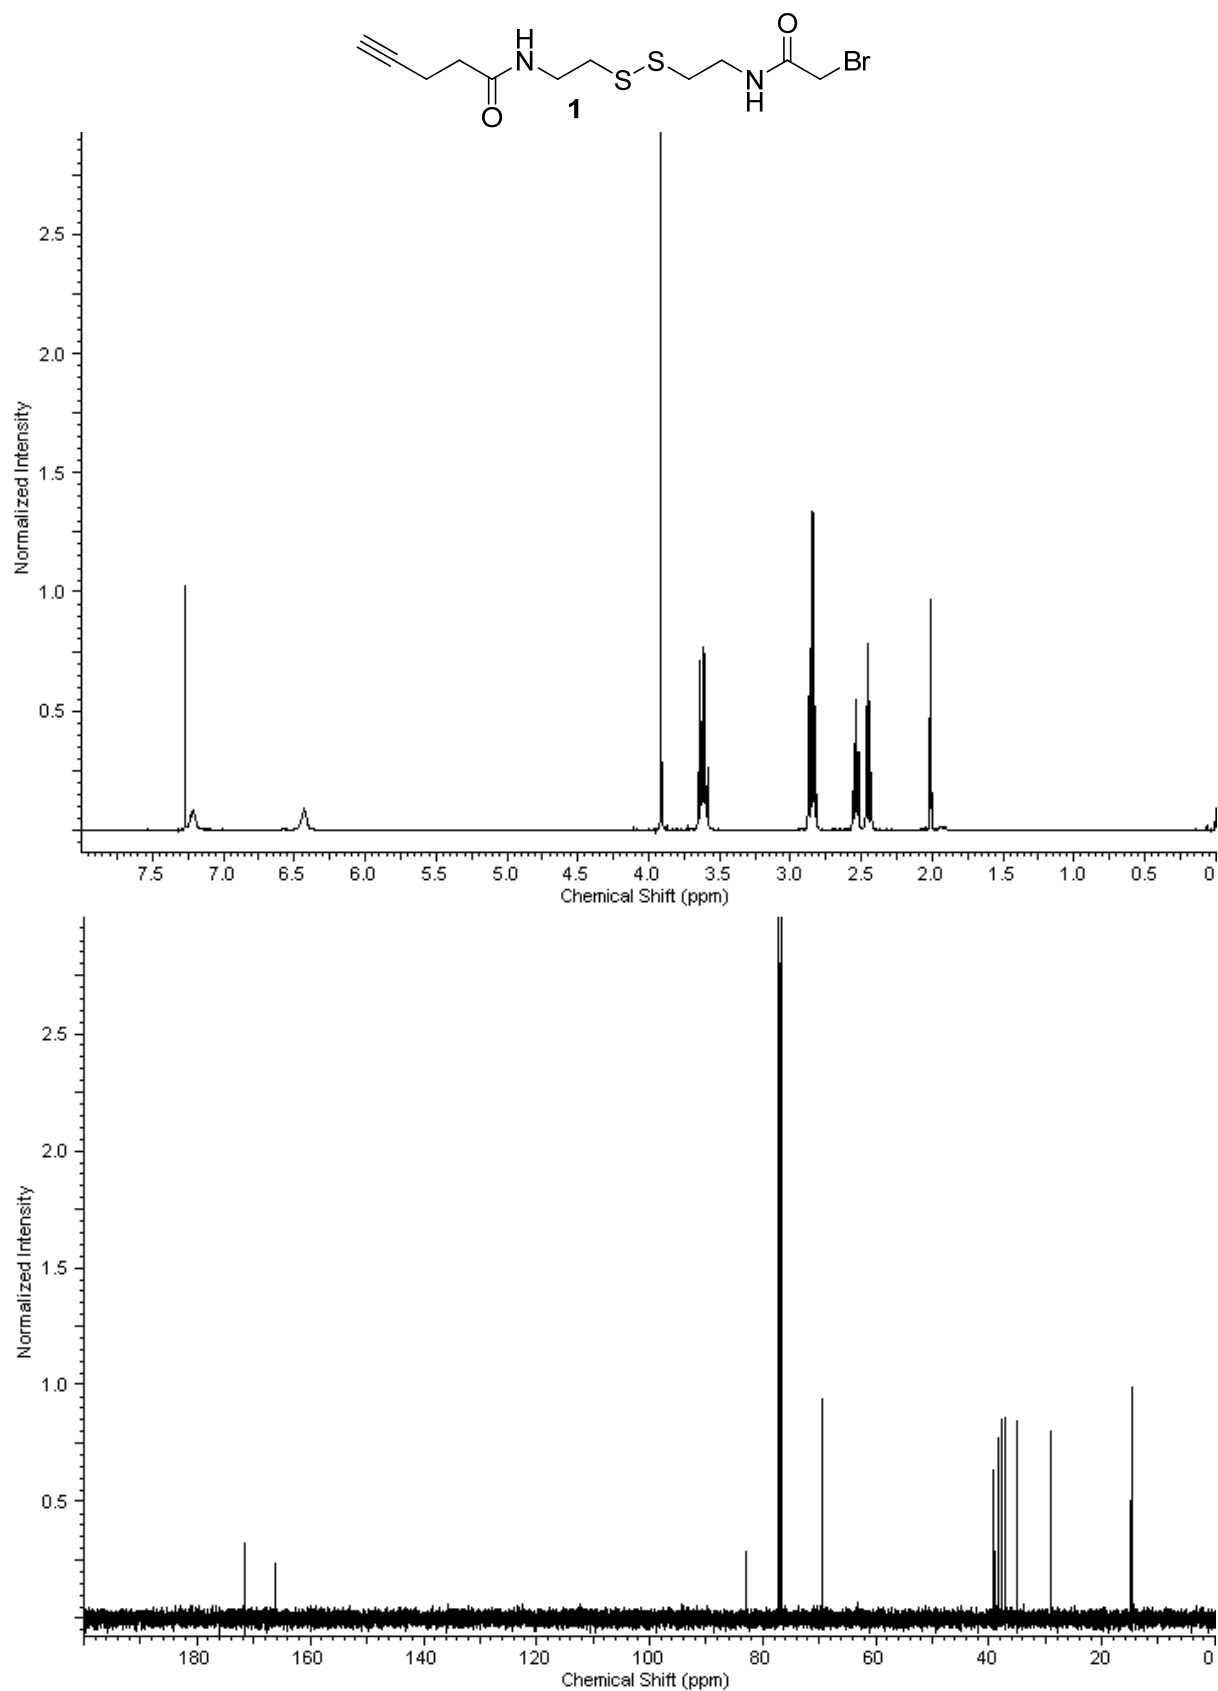 O
H
N
S
S
N
H
Br
O
1
2.5
2.0
1.5
1.0
0.5
Normalized Intensity
7.5 7.0 6.5 6.0 5.5 5.0 4.5 4.0 3.5 3.0 2.5 2.0 1.5 1.0 0.5 0
Chemical Shift (ppm)
2.5
2.0
1.5
1.0
0.5
Normalized Intensity
180 160 140 120 100 80 60 40 20 0
Chemical Shift (ppm)